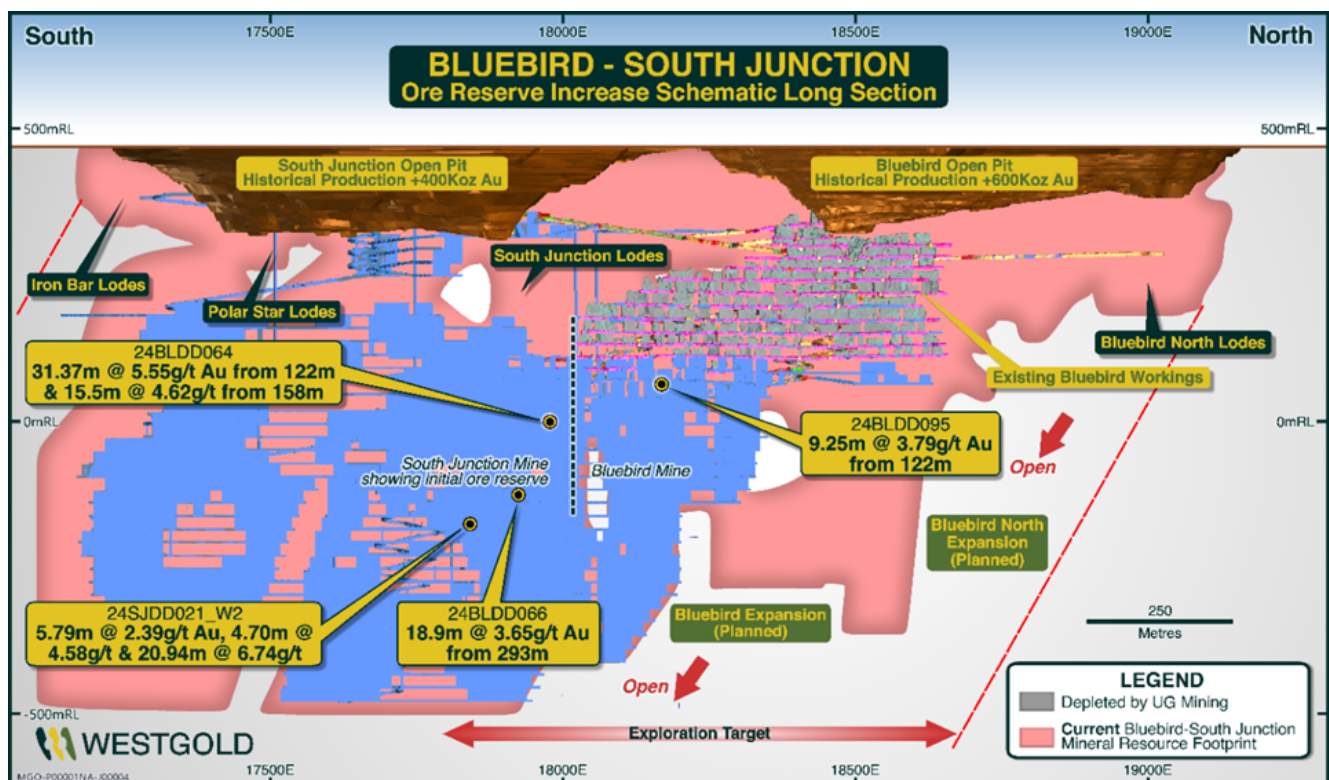 South
17500E
18000E
18500E
19000E
North
BLUEBIRD - SOUTH JUNCTION
Ore Reserve Increase Schematic Long Section
500mRL
500mRL
South Junction Open Pit
Historical Production +400Koz Au
Bluebird Open Pit
Historical Production +600Koz Au
Iron Bar Lodes
South Junction Lodes
Polar Star Lodes
Bluebird North Lodes
24BLDD064
31.37m @ 5.55g/t Au from 122m
& 15.5m @ 4.62g/t from 158m
Existing Bluebird Workings
0mRL
0mRL
24BLDD095
9.25m @ 3.79g/t Au
from 122m
South Junction Mine
showing initial ore reserve
Bluebird Mine
Open
Bluebird North
Expansion
(Planned)
24SJDD021_W2
5.79m @ 2.39g/t Au, 4.70m @
4.58g/t & 20.94m @ 6.74g/t
24BLDD066
18.9m @ 3.65g/t Au
from 293m
Bluebird Expansion
(Planned)
250
Metres
Open
LEGEND
Depleted by UG Mining
Current Bluebird-South Junction
Mineral Resource Footprint
-500mRL
WESTGOLD
Exploration Target
MGO-P00001NA-J00004
17500E
18000E
18500E
19000E